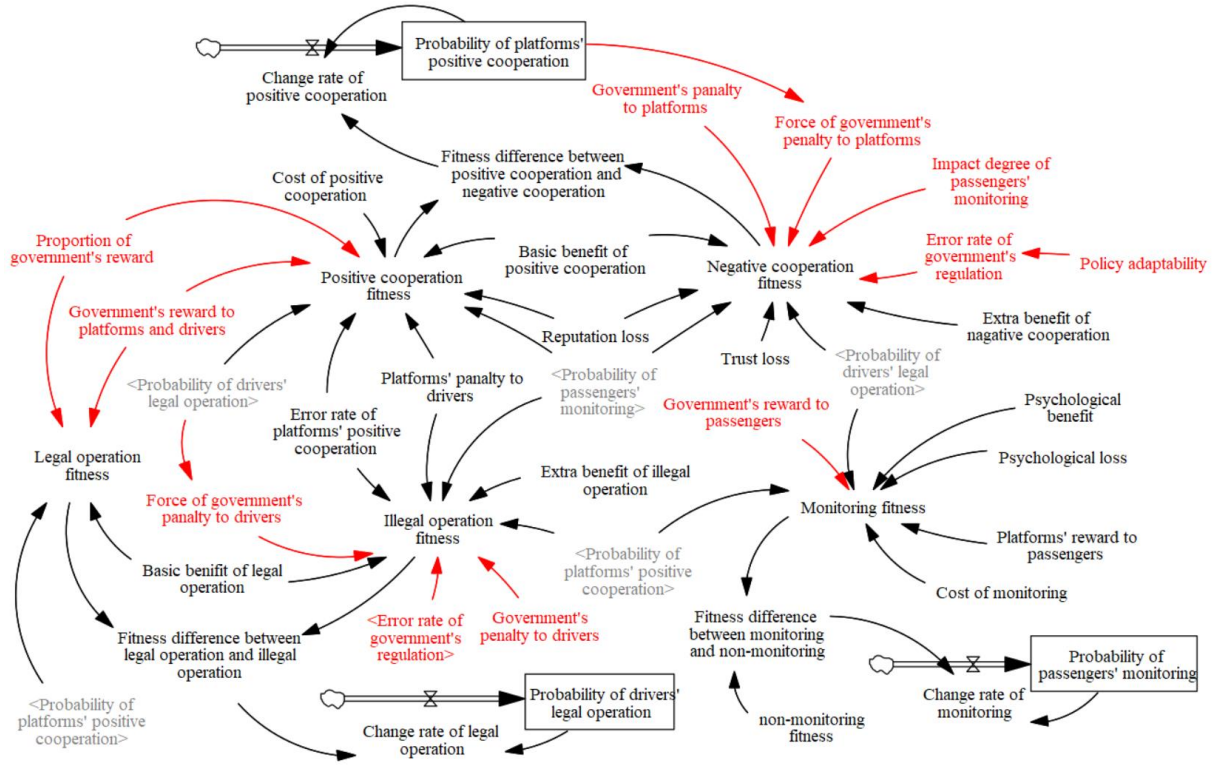 Probability of platforms'
positive cooperation
Change rate of
positive cooperation
Government's panalty
to platforms
Force of government's
penalty to platforms
Fitness difference between
positive cooperation and
negative cooperation
Impact degree of
passengers'
monitoring
Cost of positive
cooperation
Proportion of
government's reward
Basic benefit of
positive cooperation
Error rate of
government's
regulation
Policy adaptability
Positive cooperation
fitness
Negative cooperation
fitness
Government's reward to
platforms and drivers
Reputation loss
Extra benefit of
nagative cooperation
Trust loss
<Probability of drivers'
legal operation>
Platforms' panalty to
drivers
<Probability of
passengers'
monitoring>
<Probability of
drivers' legal
operation>
Error rate of
platforms' positive
cooperation
Government's reward to
passengers
Psychological
benefit
Legal operation
fitness
Psychological loss
Extra benefit of illegal
operation
Force of government's
panalty to drivers
Illegal operation
fitness
Monitoring fitness
Platforms' reward to
passengers
<Probability of
platforms' positive
cooperation>
Basic benifit of legal
operation
Cost of monitoring
<Error rate of
government's
regulation>
Government's
penalty to drivers
Fitness difference between
legal operation and illegal
operation
Fitness difference
between monitoring
and non-monitoring
Probability of
passengers' monitoring
<Probability of
platforms' positive
cooperation>
Probability of drivers'
legal operation
Change rate of
monitoring
Change rate of legal
operation
non-monitoring
fitness